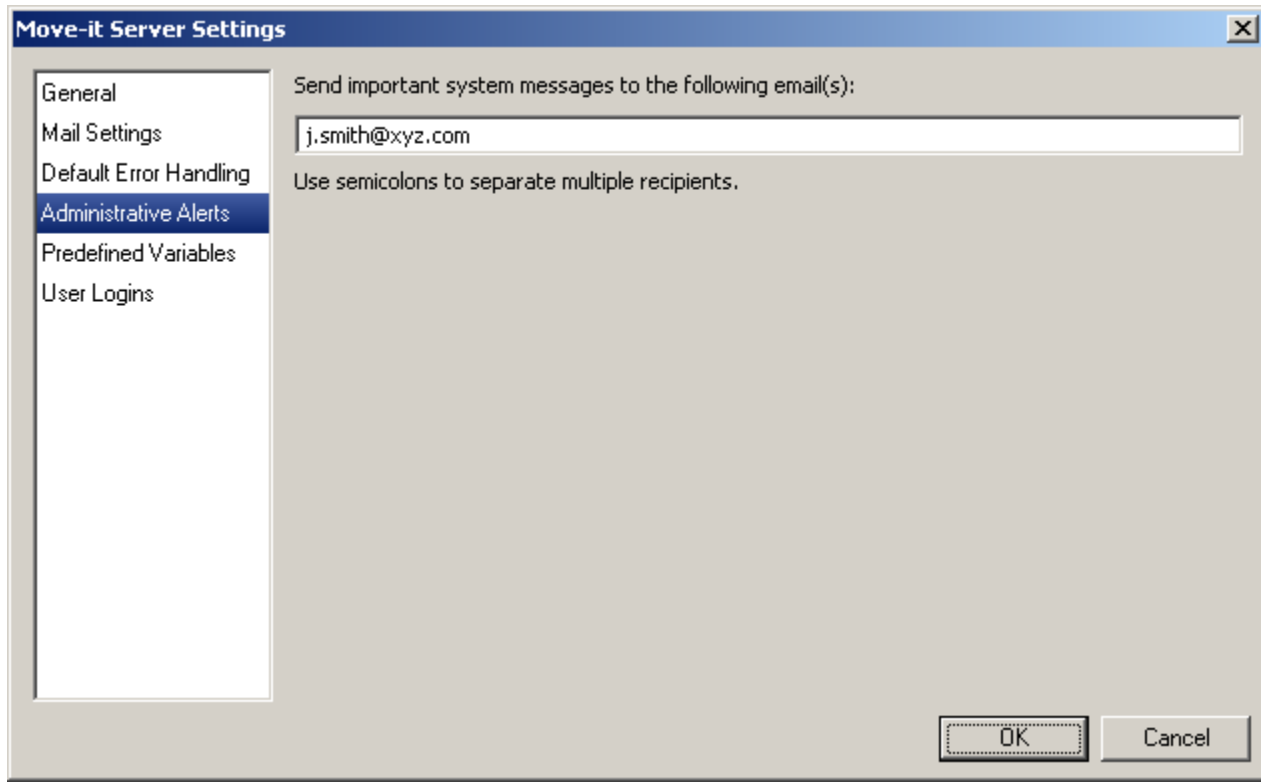 Move-it Server Settings
General
Mail Settings
Default Error Handling
Administrative Alerts
Predefined Variables
User Logins
Send important system messages to the following email(s):
j.smith@xyz.com
Use semicolons to separate multiple recipients.
OK
Cancel